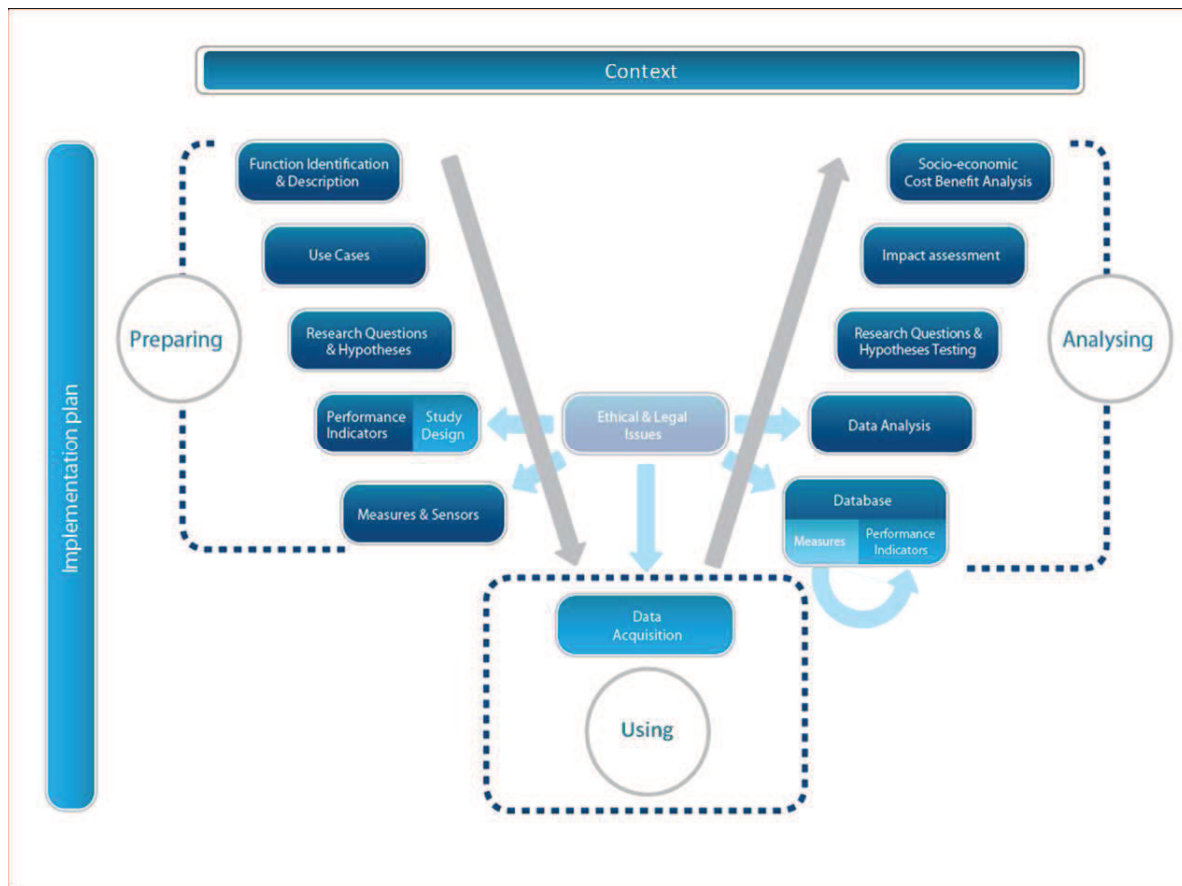 Context
Implementation plan
Preparing
Function Identification
& Description
Use Cases
Research Questions
& Hypotheses
Performance
Indicators
Study
Design
Measures & Sensors
Ethical & Legal
Issues
Data
Acquisition
Using
Socio-economic
Cost Benefit Analysis
Impact assessment
Research Questions &
Hypotheses Testing
Data Analysis
Database
Measures
Performance
Indicators
Analysing